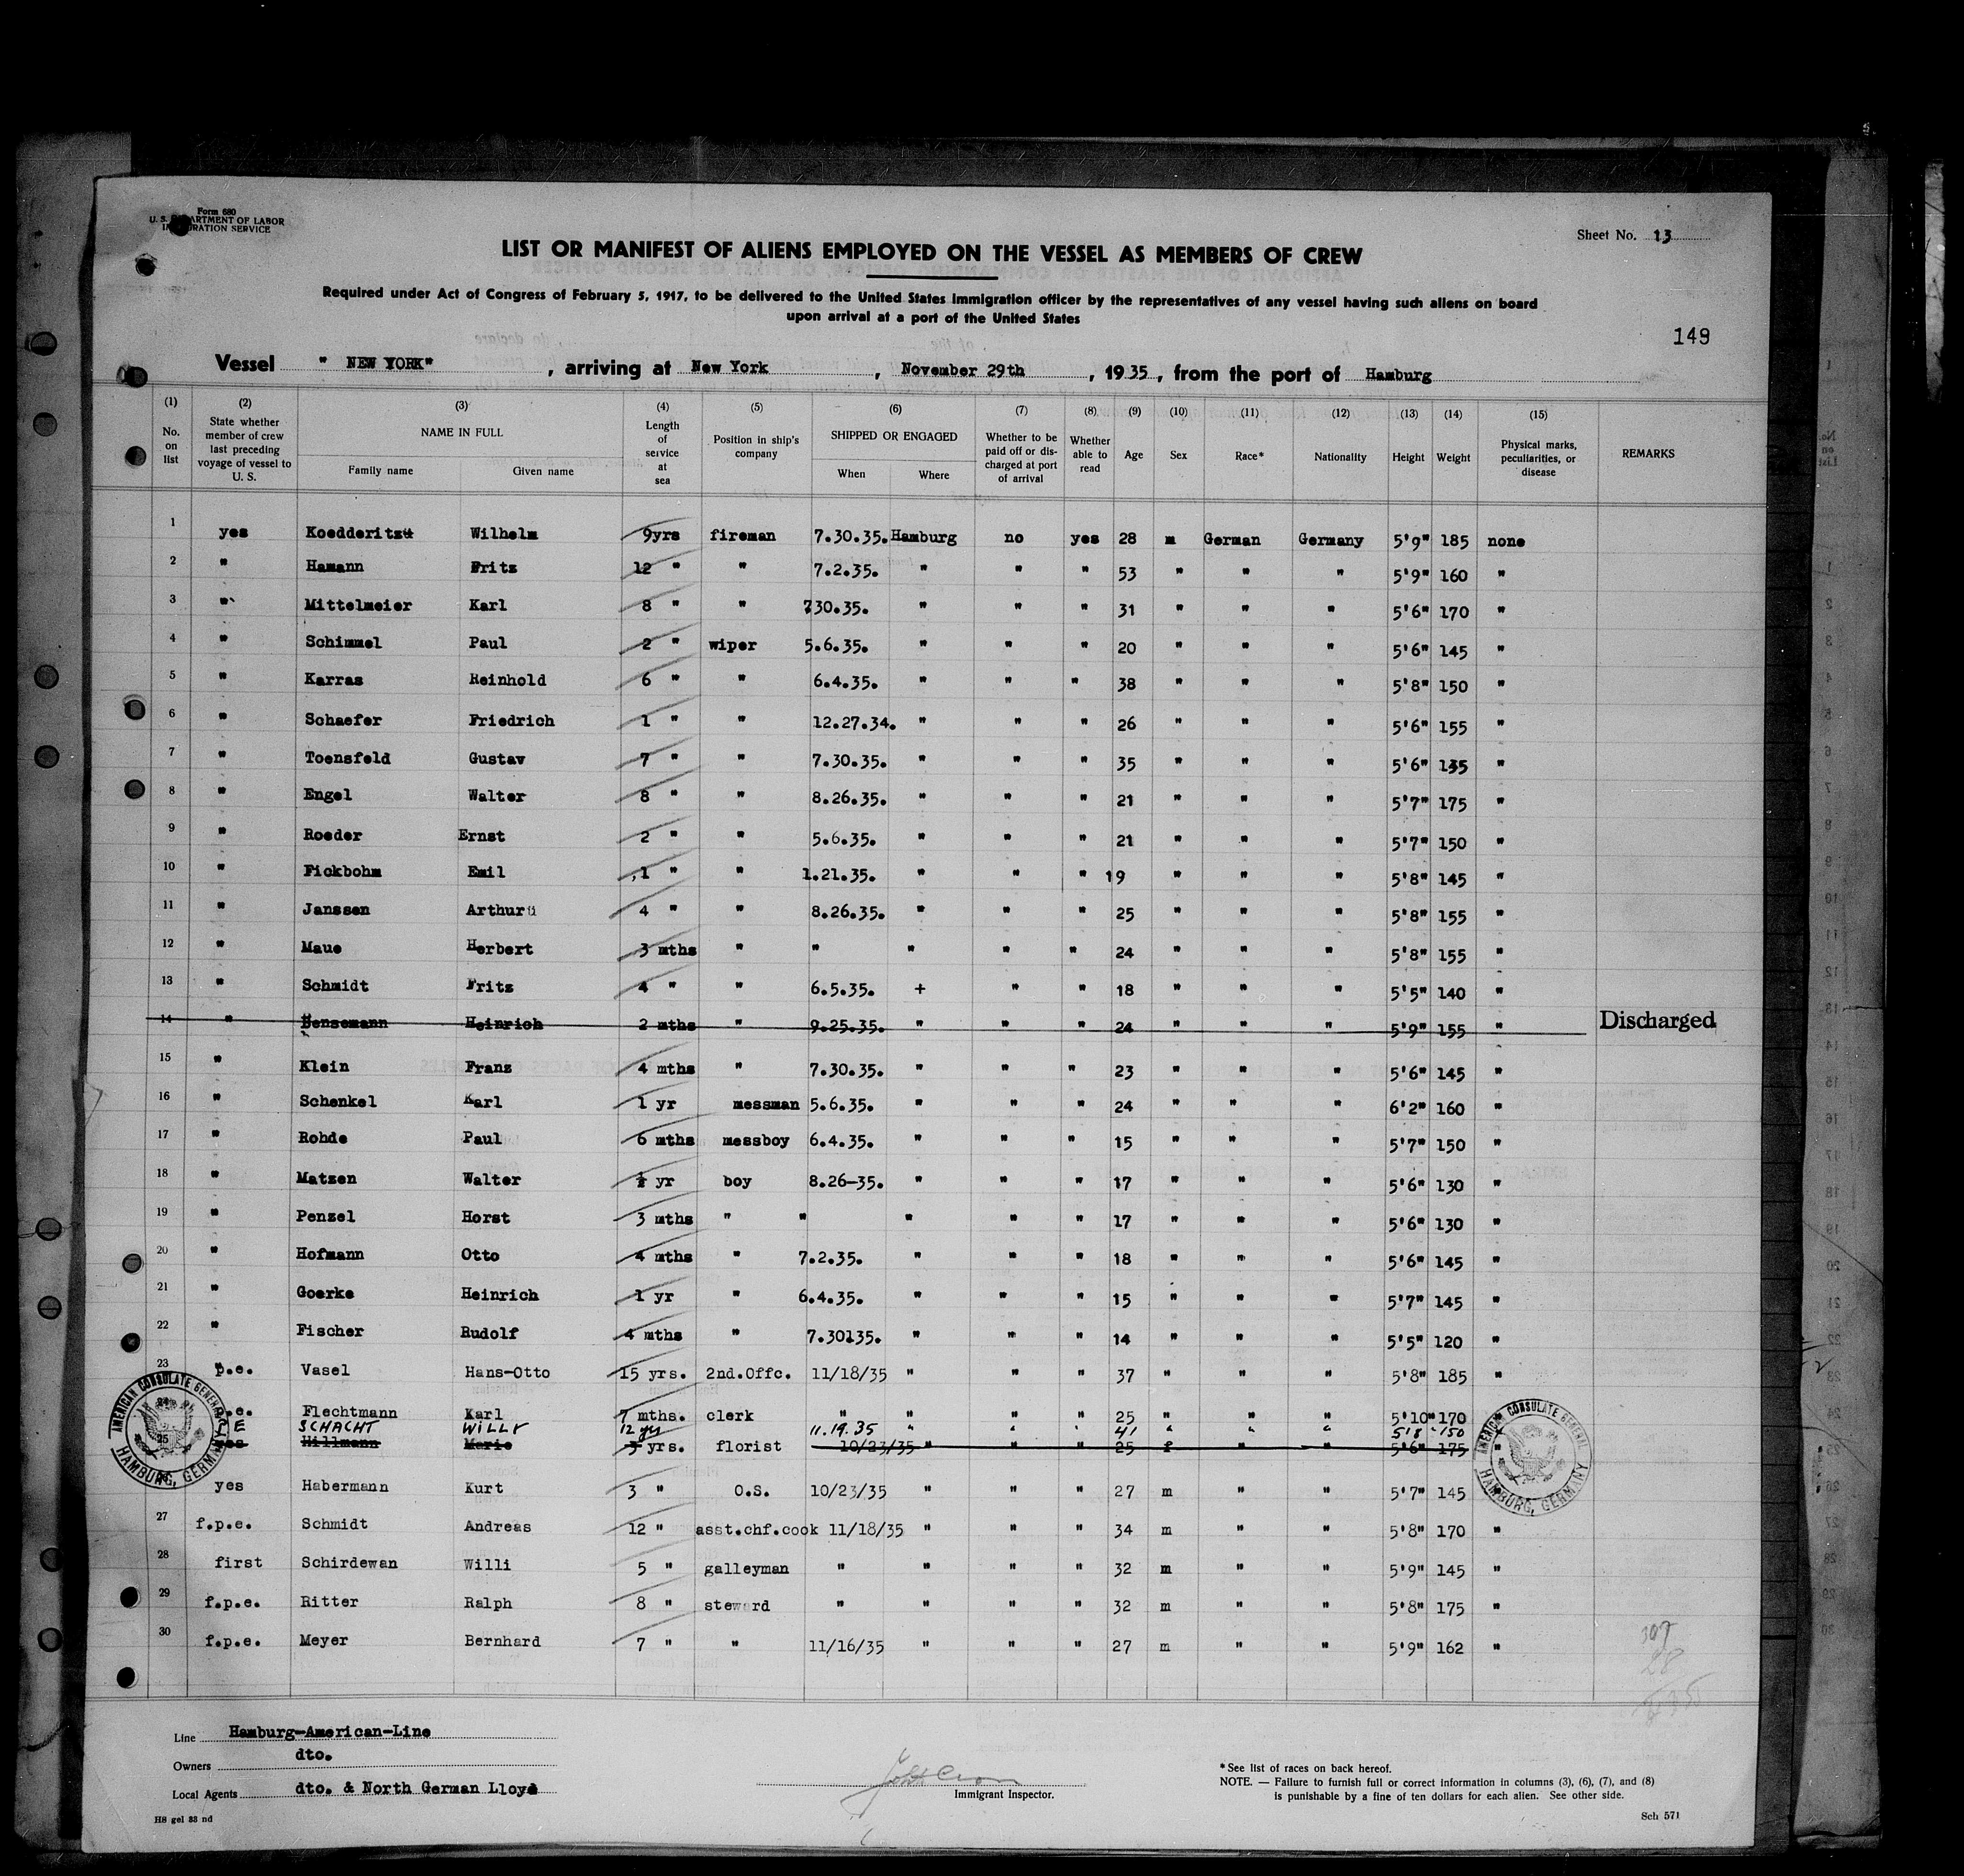 Form 680
U. S. DEPARTMENT OF LABOR
IMMIGRATION SERVICE
Sheet No. 13
LIST OR MANIFEST OF ALIENS EMPLOYED ON THE VESSEL AS MEMBERS OF CREW
Required under Act of Congress of February 5, 1917, to be delivered to the United States Immigration officer by the representatives of any vessel having such aliens on board
upon arrival at a port of the United States
149
Vessel " NEW YORK" , arriving at New York , November 29th , 1935 , from the port of Hamburg
(1) No. on list (2) State whether member of crew last preceding voyage of vessel to U. S. (3) NAME IN FULL Family name Given name (4) Length of service at sea (5) Position in ship's company (6) SHIPPED OR ENGAGED When Where (7) Whether to be paid off or discharged at port of arrival (8) Whether able to read (9) Age (10) Sex (11) Race* (12) Nationality (13) Height (14) Weight (15) Physical marks, peculiarities, or disease REMARKS
1 yes Koedderitzü Wilhelm 9yrs fireman 7.30.35. Hamburg no yes 28 m German Germany 5'9" 185 none
2 " Hamann Fritz 12 " " 7.2.35. " " " 53 " " " 5'9" 160 "
3 " Mittelmeier Karl 8 " " 730.35. " " " 31 " " " 5'6" 170 "
4 " Schimmel Paul 2 " wiper 5.6.35. " " " 20 " " " 5'6" 145 "
5 " Karras Reinhold 6 " " 6.4.35. " " " 38 " " " 5'8" 150 "
6 " Schaefer Friedrich 1 " " 12.27.34. " " " 26 " " " 5'6" 155 "
7 " Toensfeld Gustav 7 " " 7.30.35. " " " 35 " " " 5'6" 135 "
8 " Engel Walter 8 " " 8.26.35. " " " 21 " " " 5'7" 175 "
9 " Roeder Ernst 2 " " 5.6.35. " " " 21 " " " 5'7" 150 "
10 " Fickbohm Emil 1 " " 1.21.35. " " " 19 " " " 5'8" 145 "
11 " Janssen Arthurü 4 " " 8.26.35. " " " 25 " " " 5'8" 155 "
12 " Maue Herbert 3 mths " " " " " 24 " " " 5'8" 155 "
13 " Schmidt Fritz 4 " " 6.5.35. + " " 18 " " " 5'5" 140 "
14 " Bensemann Heinrich 2 mths " 9.25.35. " " " 24 " " " 5'9" 155 " Discharged
15 " Klein Franz 4 mths " 7.30.35. " " " 23 " " " 5'6" 145 "
16 " Schenkel Karl 1 yr messman 5.6.35. " " " 24 " " " 6'2" 160 "
17 " Rohde Paul 6 mths messboy 6.4.35. " " " 15 " " " 5'7" 150 "
18 " Matzen Walter ½ yr boy 8.26-35. " " " 17 " " " 5'6" 130 "
19 " Penzel Horst 3 mths " " " " " 17 " " " 5'6" 130 "
20 " Hofmann Otto 4 mths " 7.2.35. " " " 18 " " " 5'6" 145 "
21 " Goerke Heinrich 1 yr " 6.4.35. " " " 15 " " " 5'7" 145 "
22 " Fischer Rudolf 4 mths " 7.30135. " " " 14 " " " 5'5" 120 "
23 p.e. Vasel Hans-Otto 15 yrs. 2nd.Offc. 11/18/35 " " " 37 " " " 5'8" 185 "
24 .e. Flechtmann Karl 7 mths. clerk " " " " 25 " " " 5'10" 170 "
SCHACHT WILLY 12 yrs 11.19.35 " " " 41 " " " 5'8 " 150
25 yes Hillmann Marie 3 yrs. florist 10/23/35 " " " 25 f " " 5'6" 175 "
yes Habermann Kurt 3 " O.S. 10/23/35 " " " 27 m " " 5'7" 145 "
27 f.p.e. Schmidt Andreas 12 " asst.chf.cook 11/18/35 " " " 34 m " " 5'8" 170 "
28 first Schirdewan Willi 5 " galleyman " " " " 32 m " " 5'9" 145 "
29 f.p.e. Ritter Ralph 8 " steward " " " " 32 m " " 5'8" 175 "
30 f.p.e. Meyer Bernhard 7 " " 11/16/35 " " " 27 m " " 5'9" 162 "
AMERICAN CONSULATE GENERAL HAMBURG, GERMANY
AMERICAN CONSULATE GENERAL HAMBURG, GERMANY
307
28
Line Hamburg-American-Line
Owners dto.
Local Agents dto. & North German Lloyd
Immigrant Inspector.
* See list of races on back hereof.
NOTE. — Failure to furnish full or correct information in columns (3), (6), (7), and (8)
is punishable by a fine of ten dollars for each alien. See other side.
HS gel 33 nd
Sch 571